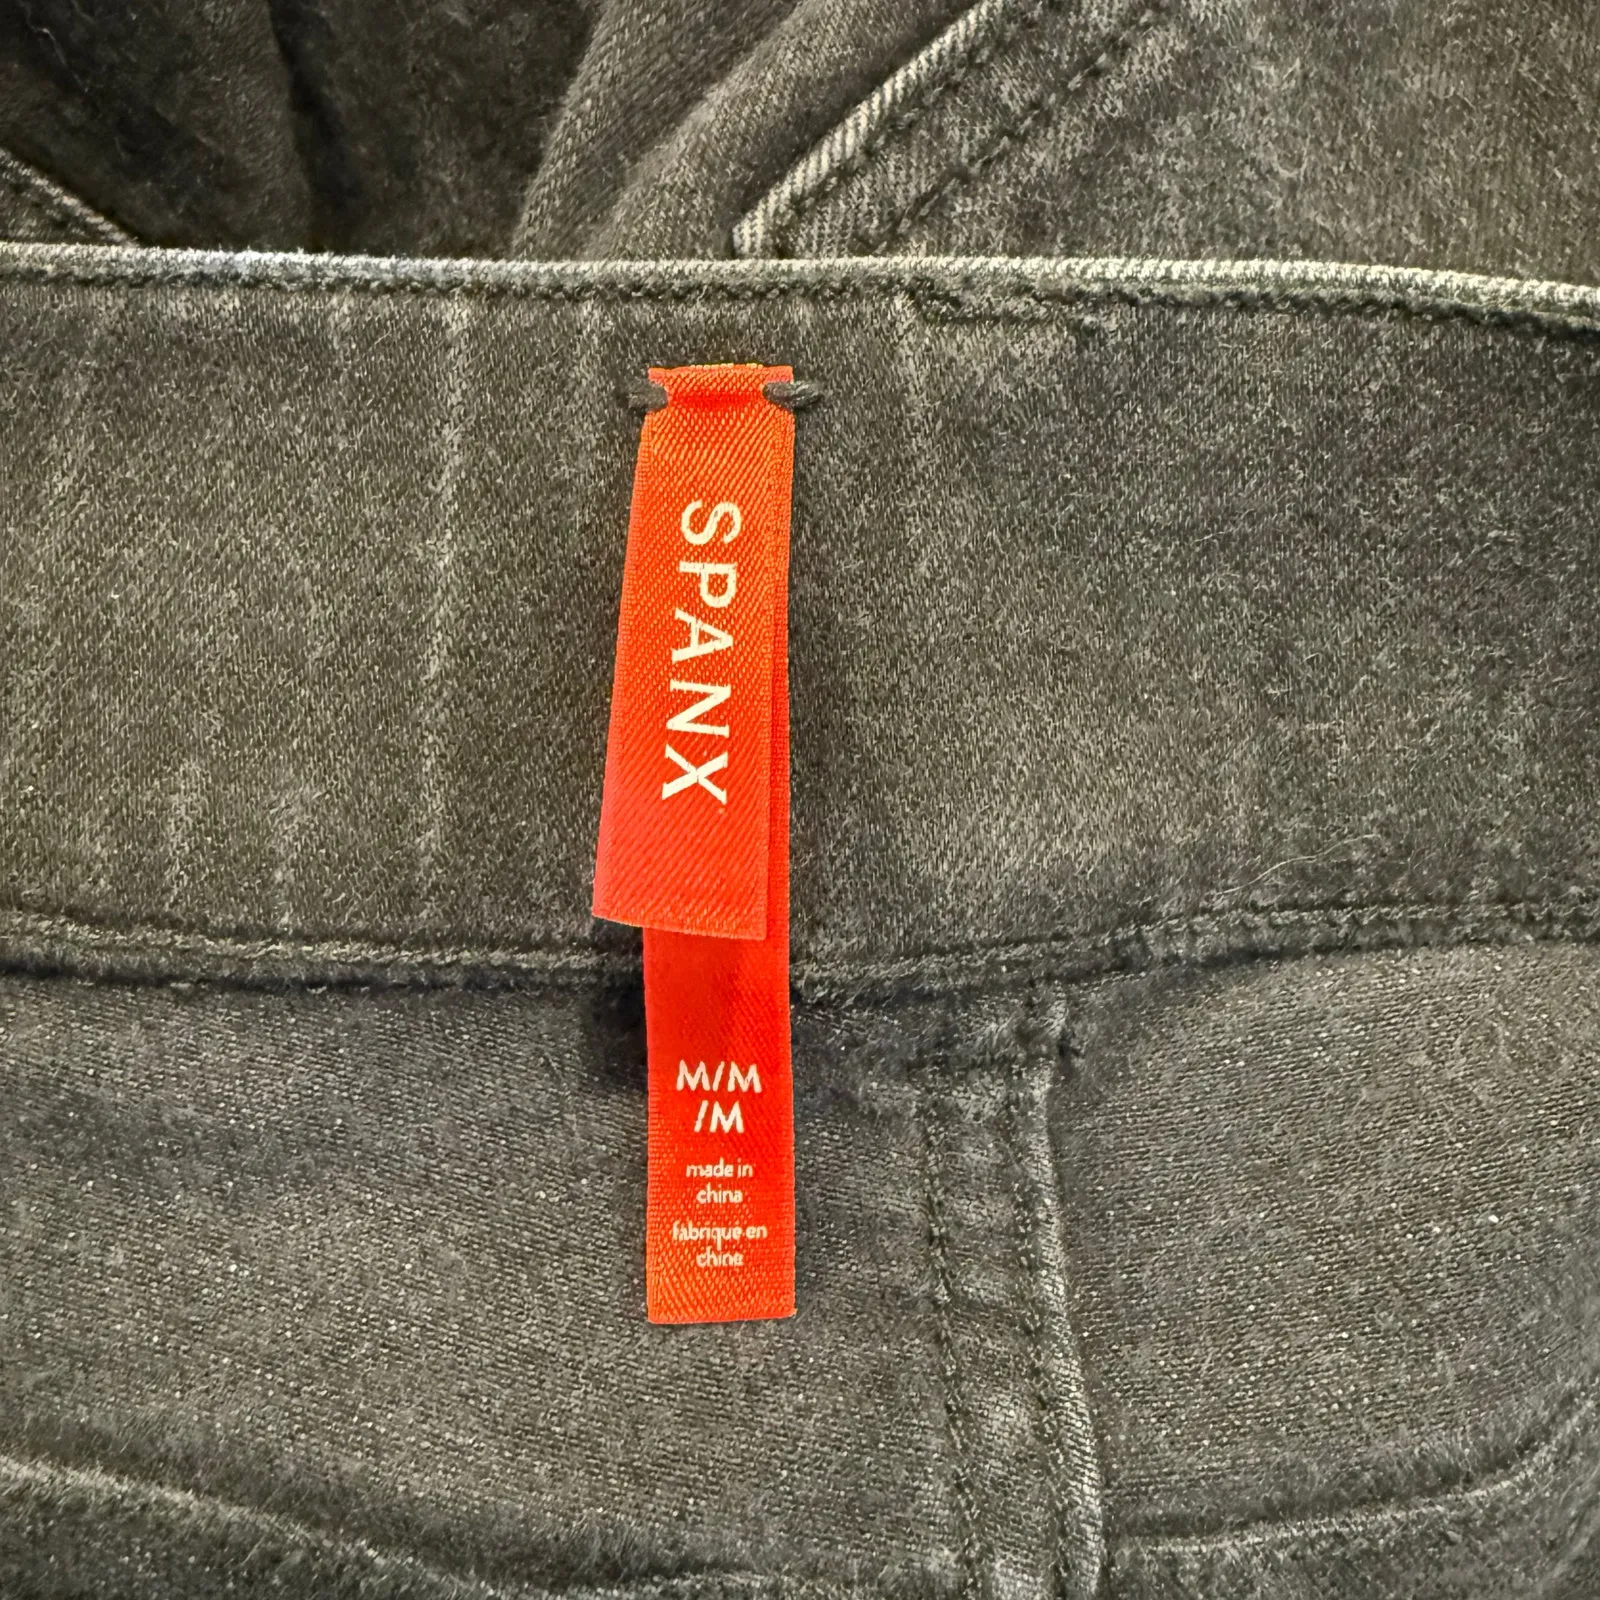 SPANX
M/M
/M
made in
china
fabriqué en
chine